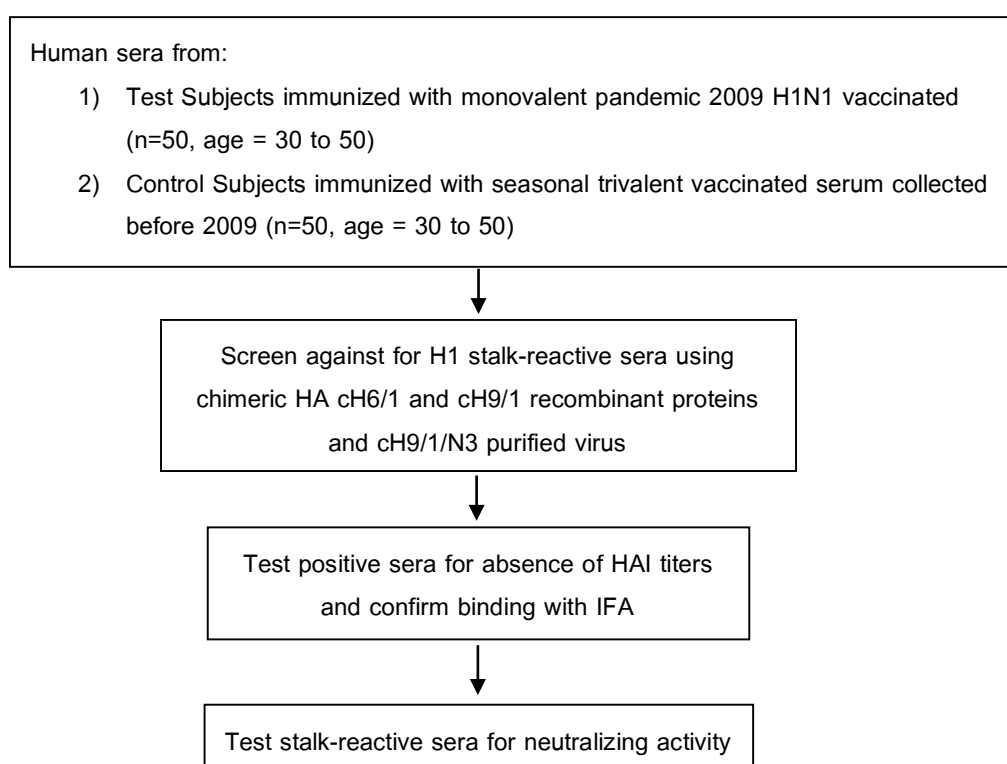 Human sera from:
1) Test Subjects immunized with monovalent pandemic 2009 H1N1 vaccinated
(n=50, age = 30 to 50)
2) Control Subjects immunized with seasonal trivalent vaccinated serum collected
before 2009 (n=50, age = 30 to 50)
Screen against for H1 stalk-reactive sera using
chimeric HA cH6/1 and cH9/1 recombinant proteins
and cH9/1/N3 purified virus
Test positive sera for absence of HAI titers
and confirm binding with IFA
Test stalk-reactive sera for neutralizing activity